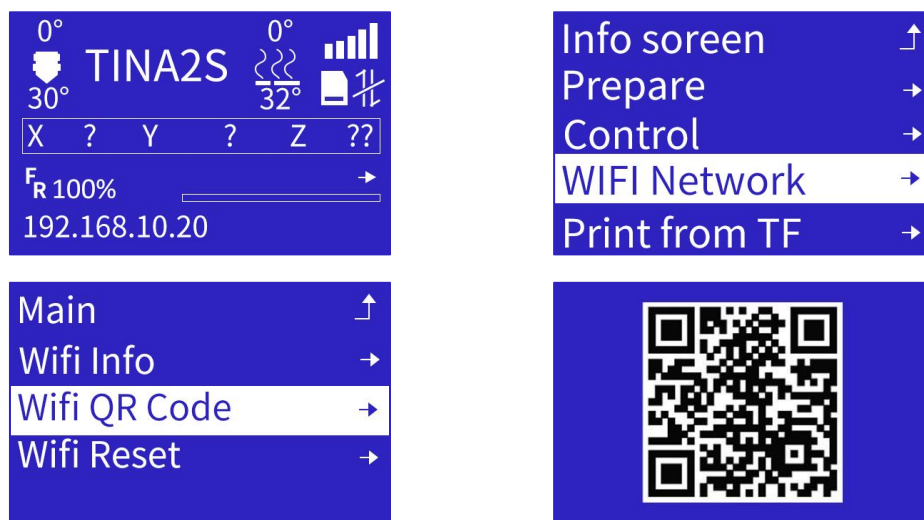 0° 0°
TINA2S
30° 32°
X ? Y ? Z ??
FR 100%
192.168.10.20
Info soreen
Prepare
Control
WIFI Network
Print from TF
Main
Wifi Info
Wifi QR Code
Wifi Reset